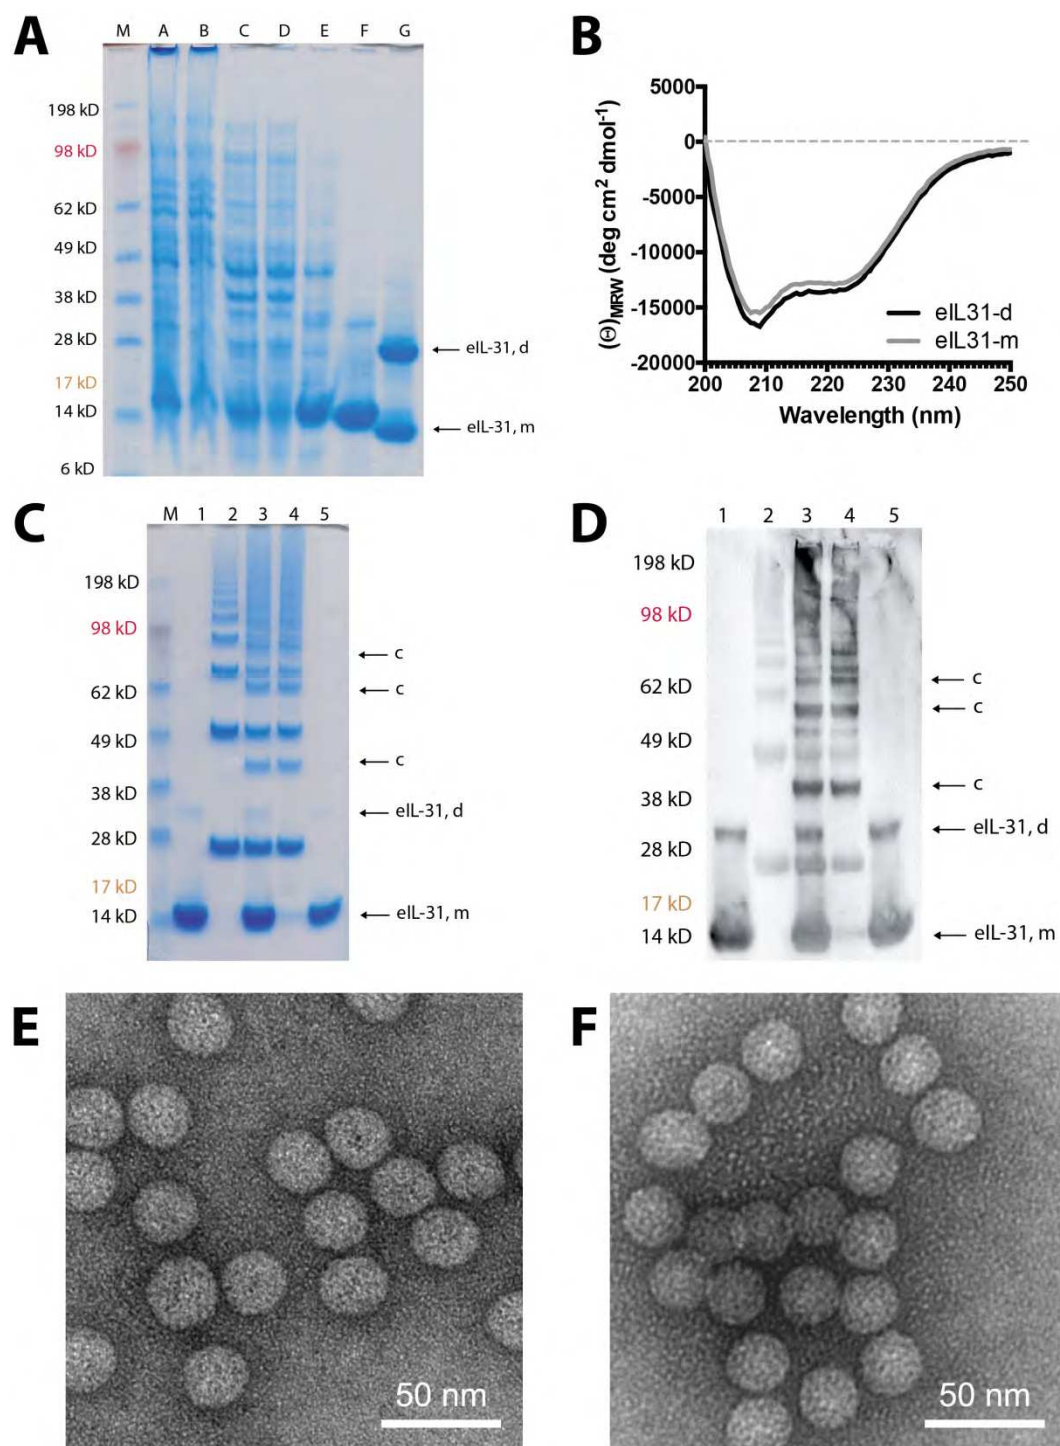 A
M A B C D E F G
198 kD
98 kD
62 kD
49 kD
38 kD
28 kD
17 kD
14 kD
6 kD
eIL-31, d
eIL-31, m
B
5000
0
-5000
-10000
-15000
-20000
200 210 220 230 240 250
(Θ)MRW (deg cm2 dmol-1)
Wavelength (nm)
eIL31-d
eIL31-m
C
M 1 2 3 4 5
198 kD
98 kD
62 kD
49 kD
38 kD
28 kD
17 kD
14 kD
c
c
c
eIL-31, d
eIL-31, m
D
1 2 3 4 5
198 kD
98 kD
62 kD
49 kD
38 kD
28 kD
17 kD
14 kD
c
c
c
eIL-31, d
eIL-31, m
E
50 nm
F
50 nm